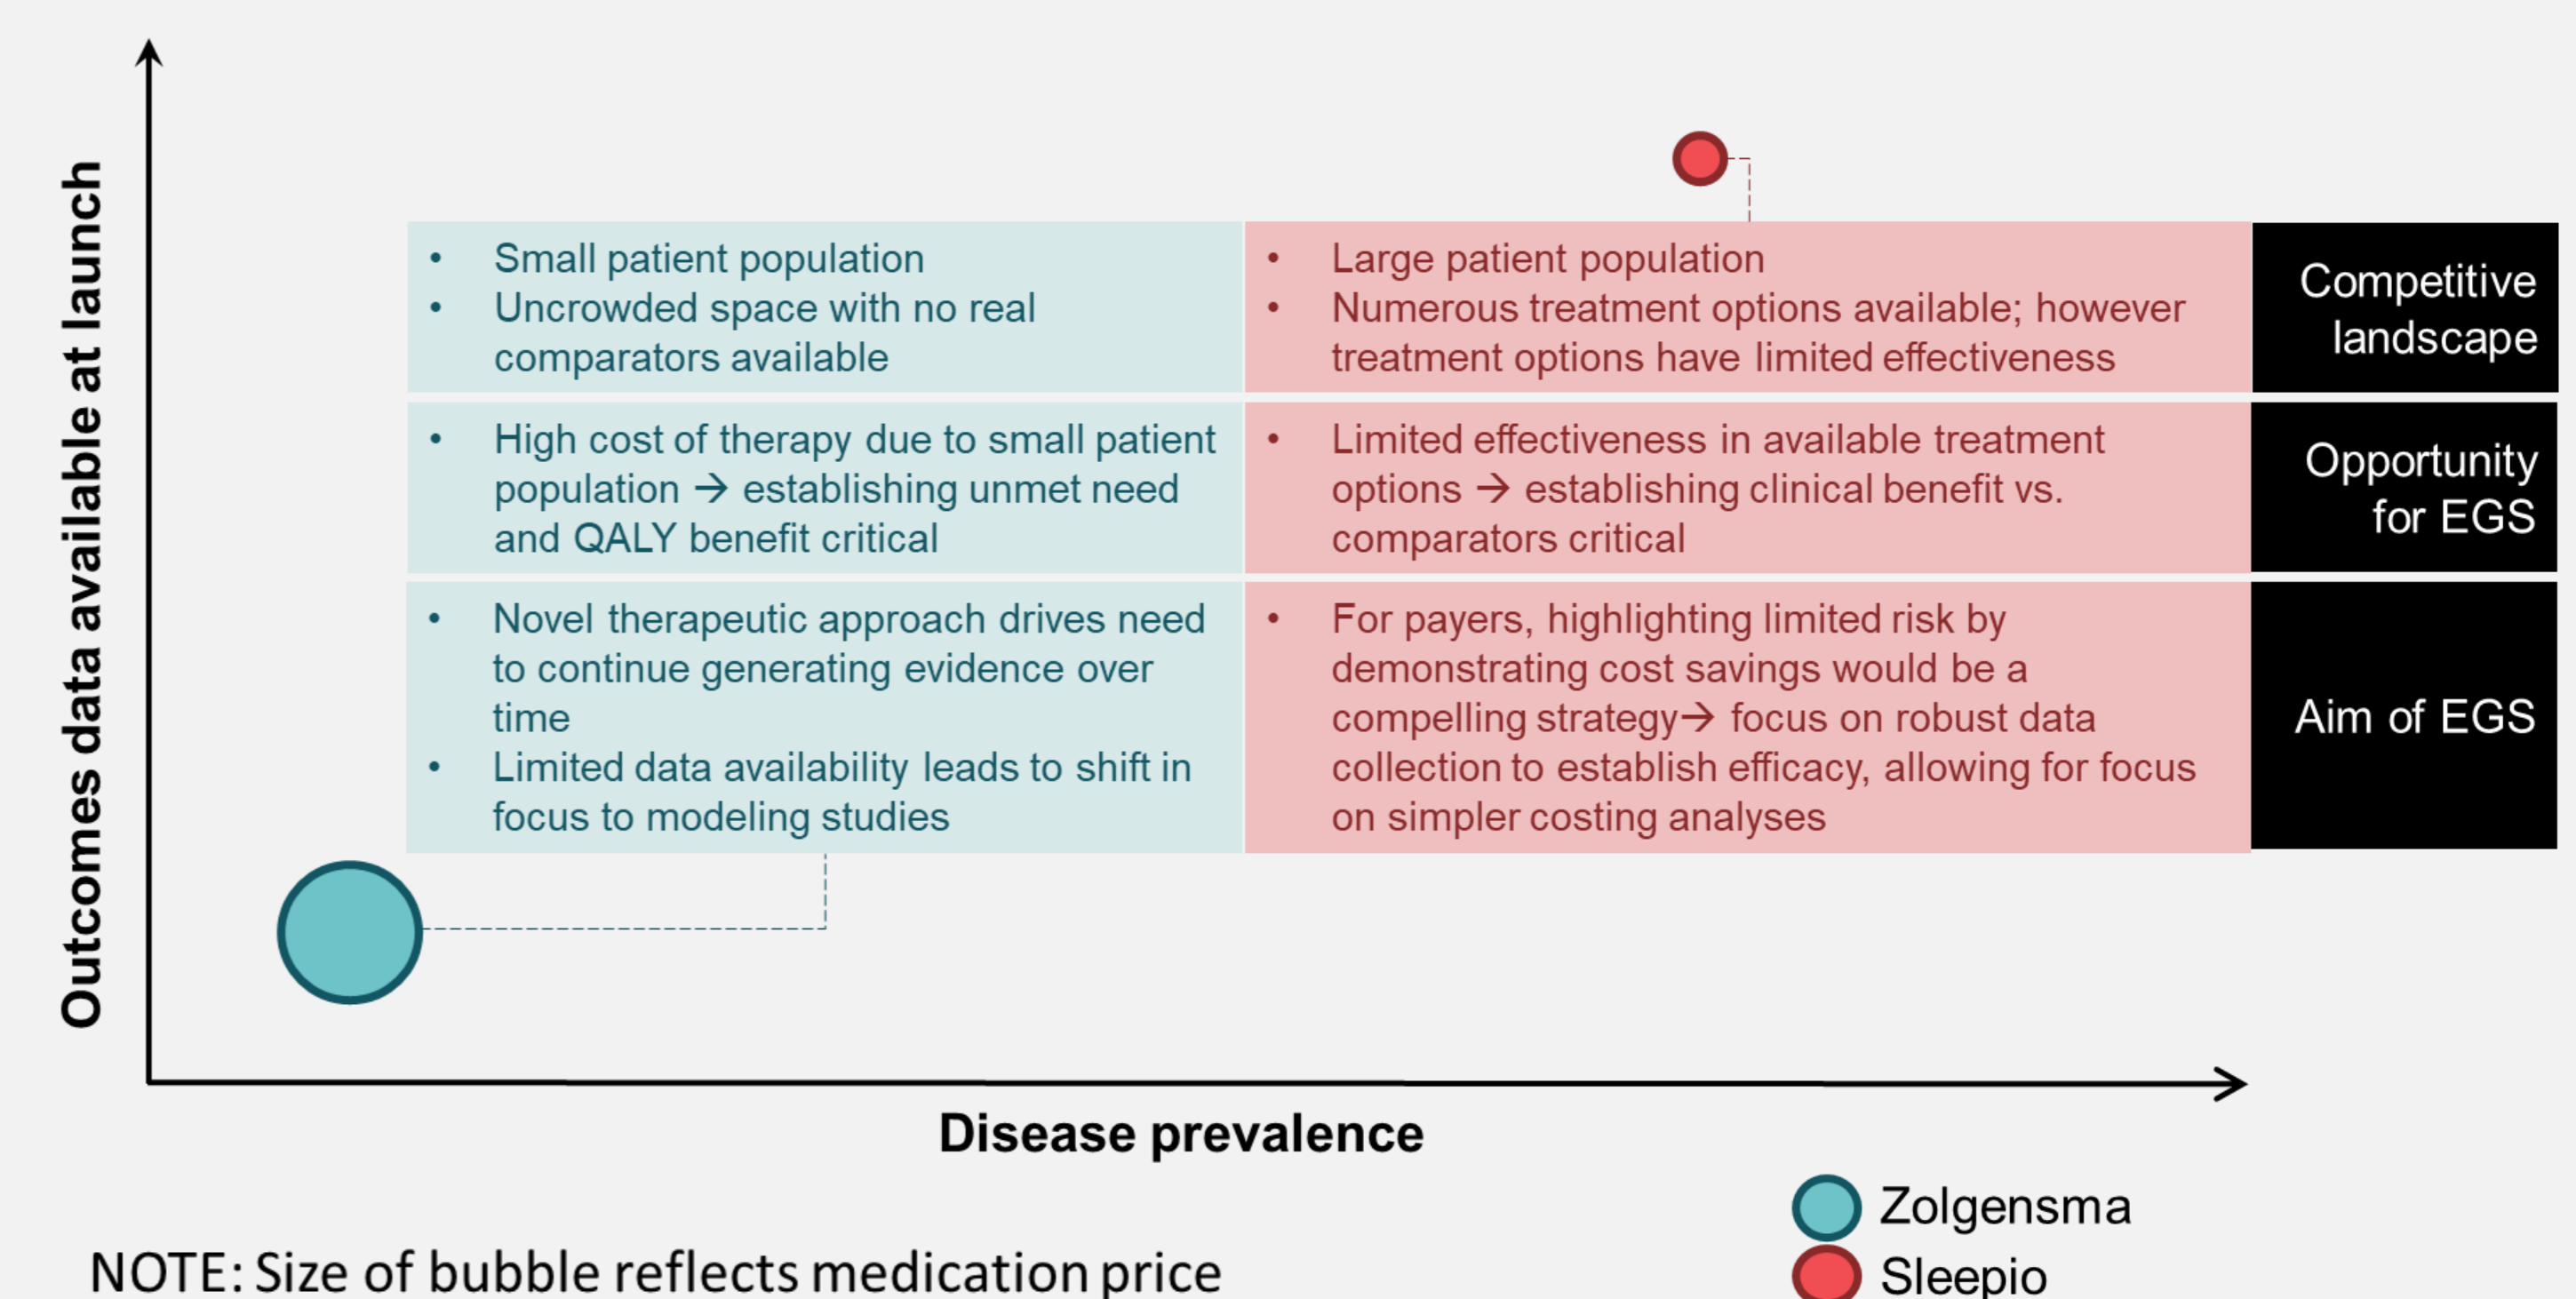 Outcomes data available at launch
• Small patient population
• Uncrowded space with no real
comparators available
• Large patient population
• Numerous treatment options available; however
treatment options have limited effectiveness
Competitive
landscape
• High cost of therapy due to small patient
population → establishing unmet need
and QALY benefit critical
• Limited effectiveness in available treatment
options → establishing clinical benefit vs.
comparators critical
Opportunity
for EGS
• Novel therapeutic approach drives need
to continue generating evidence over
time
• Limited data availability leads to shift in
focus to modeling studies
• For payers, highlighting limited risk by
demonstrating cost savings would be a
compelling strategy→ focus on robust data
collection to establish efficacy, allowing for focus
on simpler costing analyses
Aim of EGS
Disease prevalence
Zolgensma
Sleepio
NOTE: Size of bubble reflects medication price